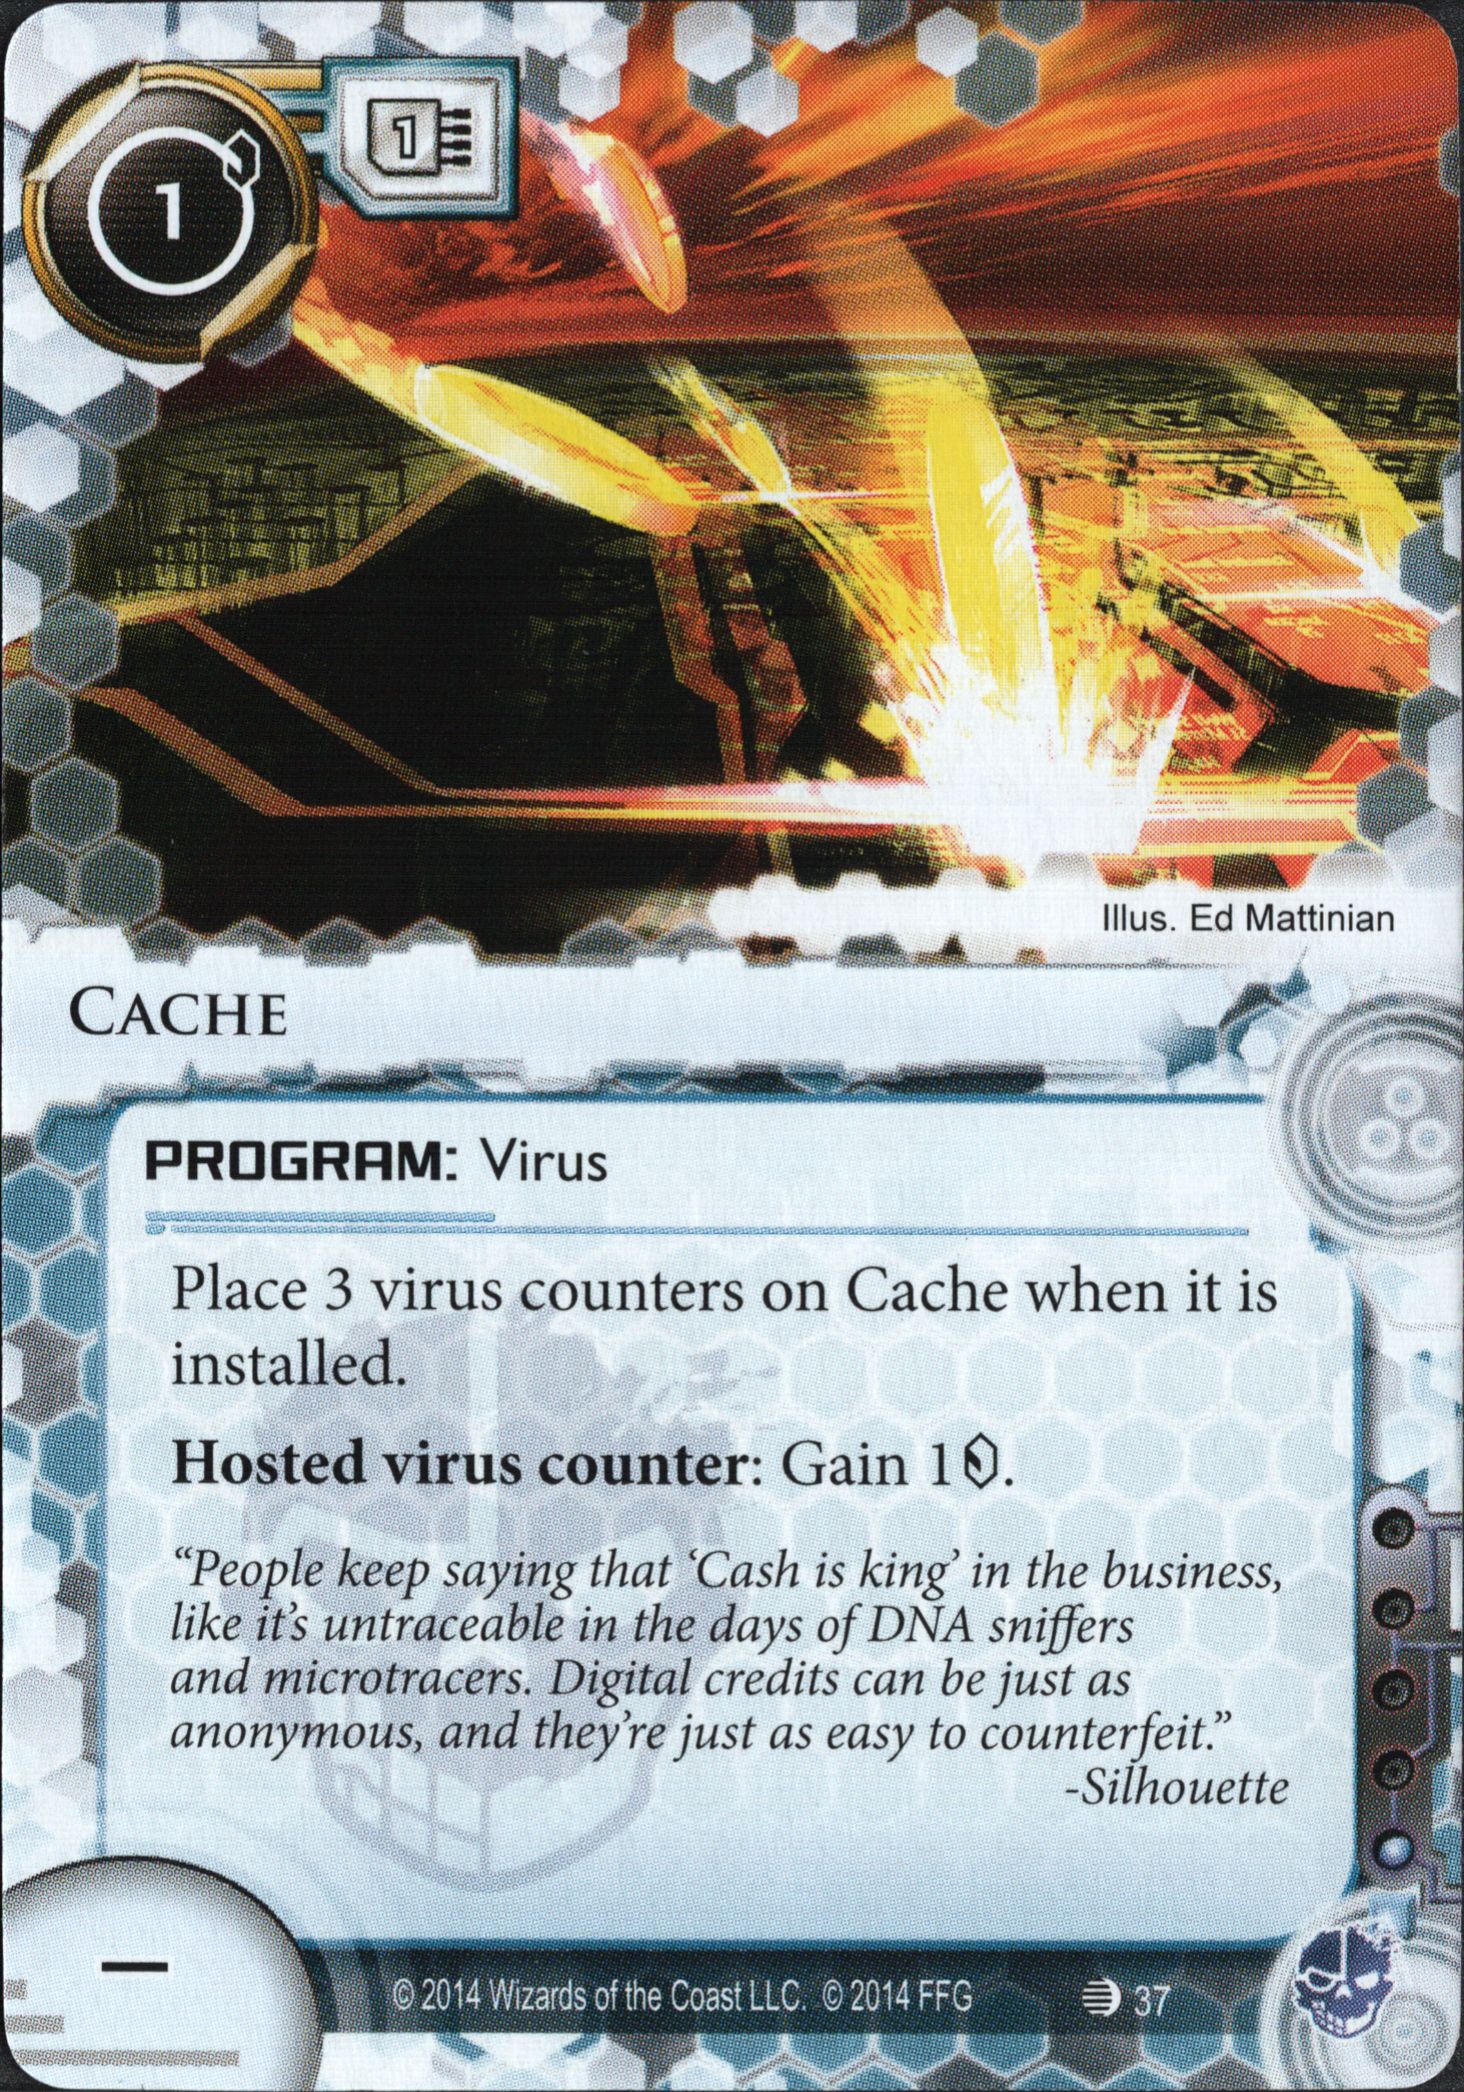 1
1
Illus. Ed Mattinian
CACHE
PROGRAM: Virus
Place 3 virus counters on Cache when it is
installed.
Hosted virus counter: Gain 1.
“People keep saying that ‘Cash is king’ in the business,
like it’s untraceable in the days of DNA sniffers
and microtracers. Digital credits can be just as
anonymous, and they’re just as easy to counterfeit.”
-Silhouette
–
© 2014 Wizards of the Coast LLC. © 2014 FFG 37